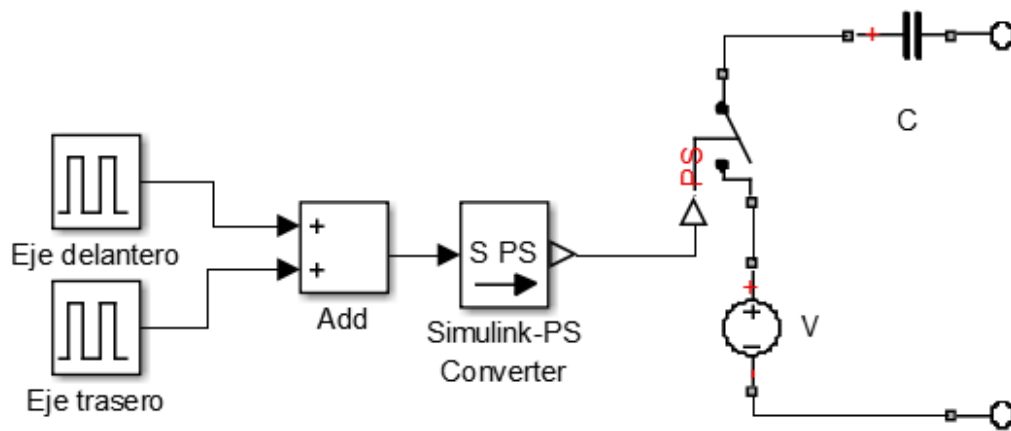 C
PS
Eje delantero
+
+
S PS
Add
Simulink-PS
Converter
Eje trasero
+
+
−
V